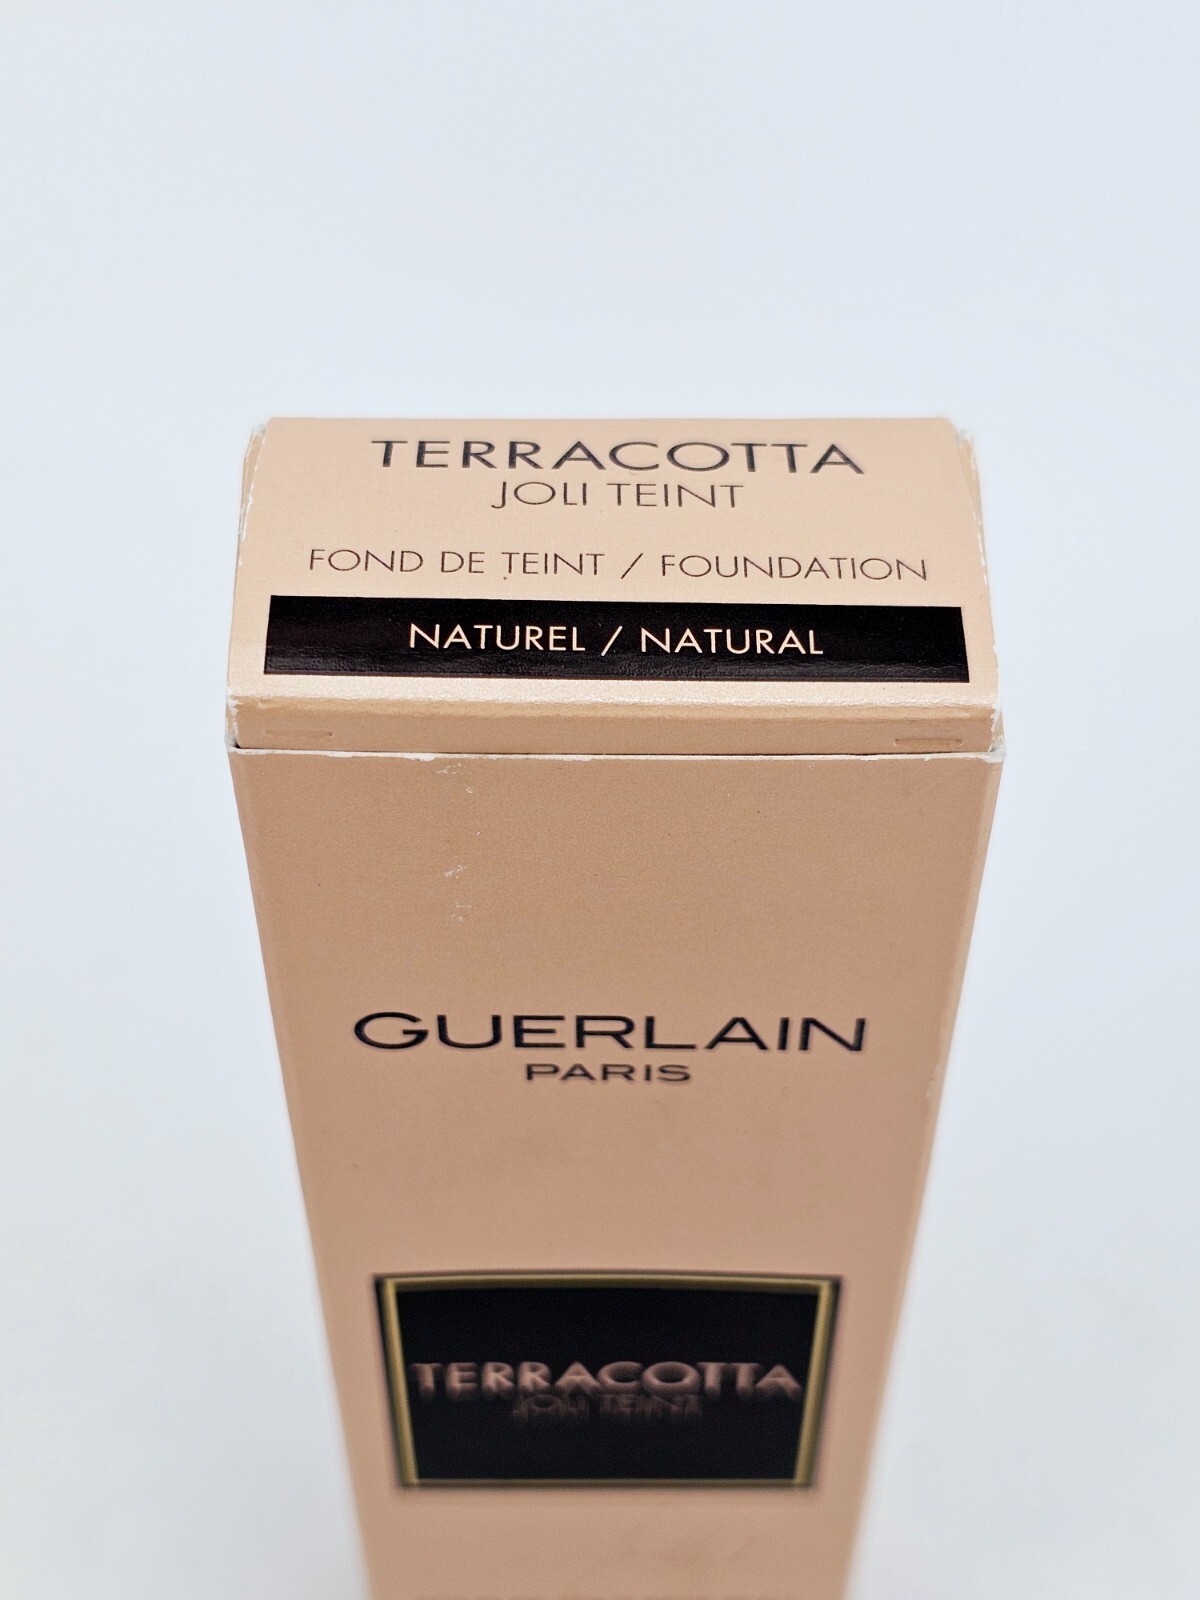 TERRACOTTA
JOLI TEINT
FOND DE TEINT / FOUNDATION
NATUREL / NATURAL
GUERLAIN
PARIS
TERRACOTTA
JOLI TEINT